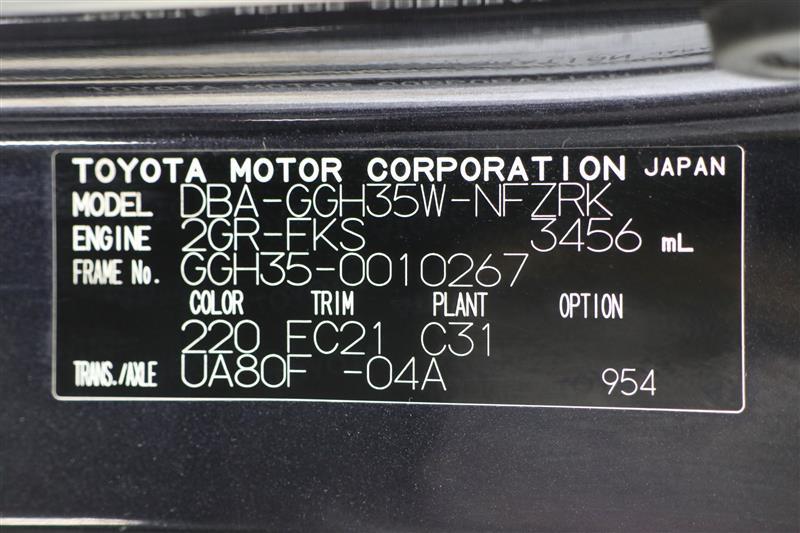 TOYOTA MOTOR CORPORATION JAPAN
MODEL DBA-GGH35W-NFZRK
ENGINE 2GR-FKS 3456 mL
FRAME No. GGH35-0010267
COLOR TRIM PLANT OPTION
220 FC21 C31
TRANS./AXLE UA80F -04A 954